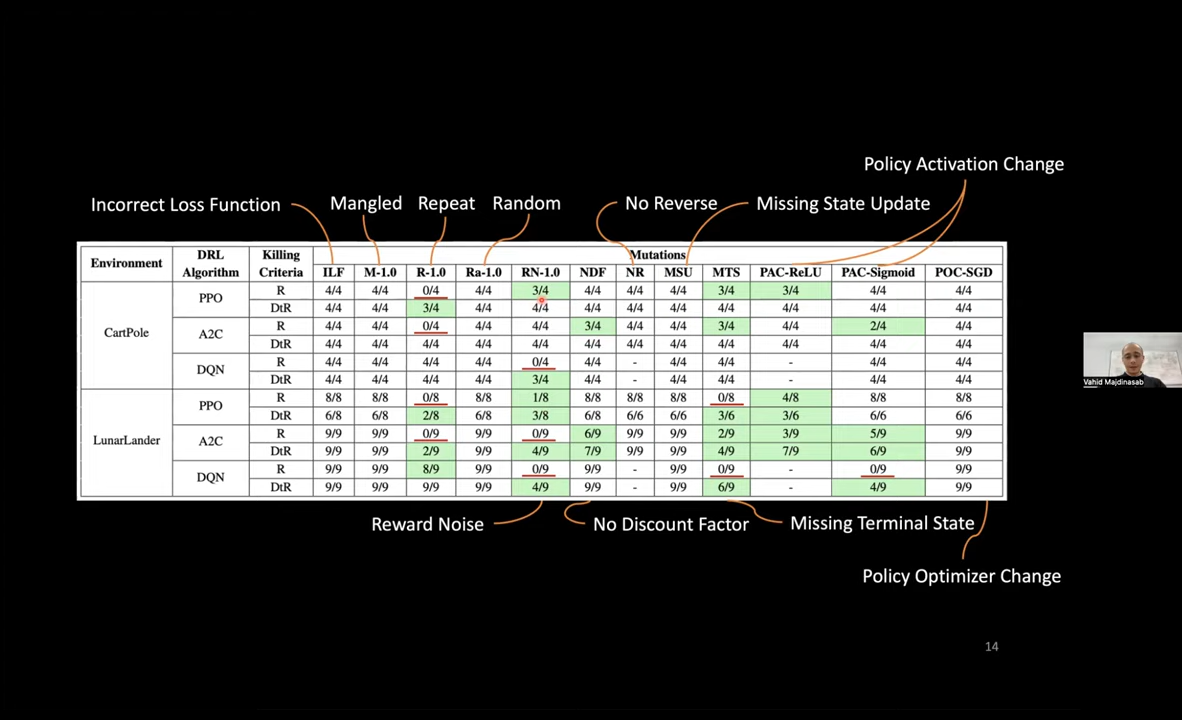 Policy Activation Change
Incorrect Loss Function Mangled Repeat Random No Reverse Missing State Update
Environment DRL Algorithm Killing Criteria Mutations
ILF M-1.0 R-1.0 Ra-1.0 RN-1.0 NDF NR MSU MTS PAC-ReLU PAC-Sigmoid POC-SGD
CartPole PPO R 4/4 4/4 0/4 4/4 3/4 4/4 4/4 4/4 3/4 3/4 4/4 4/4
DtR 4/4 4/4 3/4 4/4 4/4 4/4 4/4 4/4 4/4 4/4 4/4 4/4
A2C R 4/4 4/4 0/4 4/4 4/4 3/4 4/4 4/4 3/4 4/4 2/4 4/4
DtR 4/4 4/4 4/4 4/4 4/4 4/4 4/4 4/4 4/4 4/4 4/4 4/4
DQN R 4/4 4/4 4/4 4/4 0/4 4/4 - 4/4 4/4 - 4/4 4/4
DtR 4/4 4/4 4/4 4/4 3/4 4/4 - 4/4 4/4 - 4/4 4/4
LunarLander PPO R 8/8 8/8 0/8 8/8 1/8 8/8 8/8 8/8 0/8 4/8 8/8 8/8
DtR 6/8 6/8 2/8 6/8 3/8 6/8 6/6 6/6 3/6 3/6 6/6 6/6
A2C R 9/9 9/9 0/9 9/9 0/9 6/9 9/9 9/9 2/9 3/9 5/9 9/9
DtR 9/9 9/9 2/9 9/9 4/9 7/9 9/9 9/9 4/9 7/9 6/9 9/9
DQN R 9/9 9/9 8/9 9/9 0/9 9/9 - 9/9 0/9 - 0/9 9/9
DtR 9/9 9/9 9/9 9/9 4/9 9/9 - 9/9 6/9 - 4/9 9/9
Reward Noise No Discount Factor Missing Terminal State
Policy Optimizer Change
14
Vahid Majdinasab